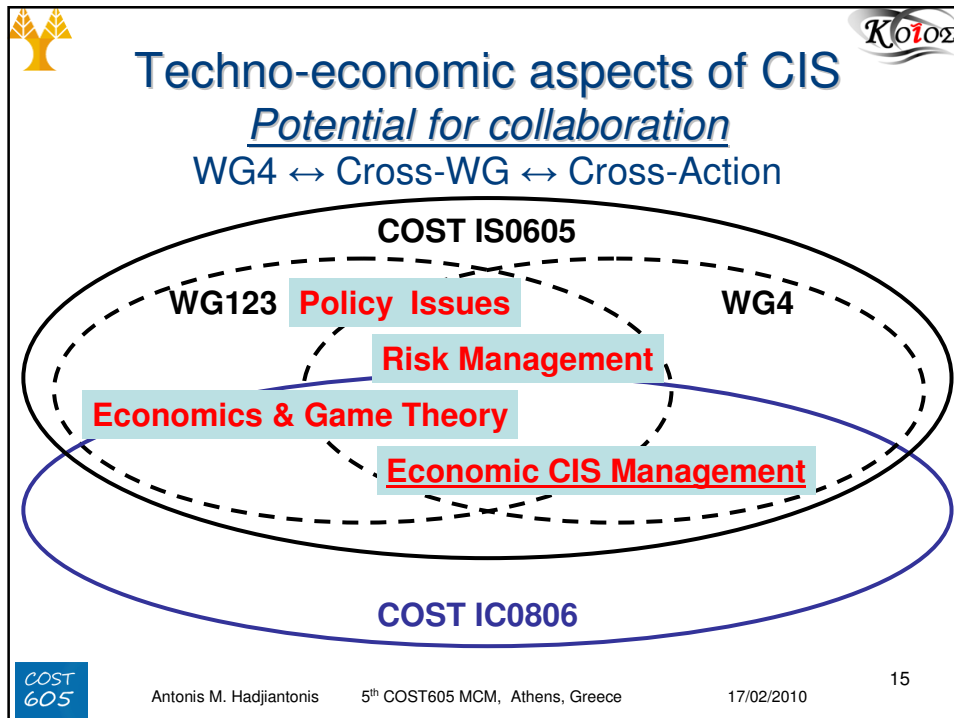 Κοΐος
Techno-economic aspects of CIS
Potential for collaboration
WG4 ↔ Cross-WG ↔ Cross-Action
COST IS0605
WG123
Policy Issues
WG4
Risk Management
Economics & Game Theory
Economic CIS Management
COST IC0806
COST
605
Antonis M. Hadjiantonis
5th COST605 MCM, Athens, Greece
17/02/2010
15